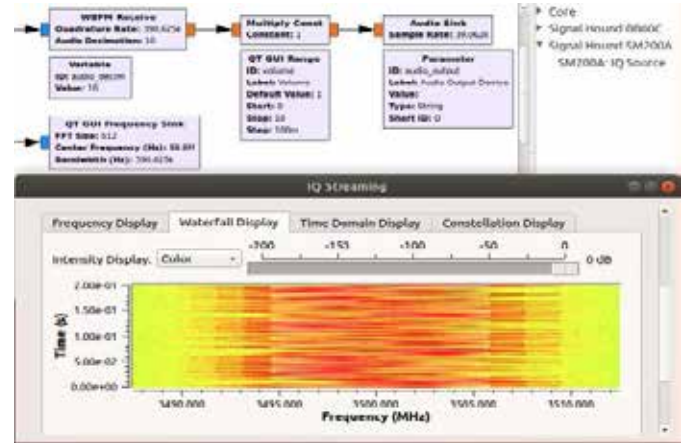 WBFM Receive
Quadrature Rate: 390.625k
Audio Decimation: 10
Multiply Const
Constant: 1
Audio Sink
Sample Rate: 39.062k
Core
Signal Hound BB60C
Signal Hound SM200A
SM200A: IQ Source
Variable
ID: audio_decim
Value: 10
QT GUI Range
ID: volume
Label: Volume
Default Value: 1
Start: 0
Stop: 10
Step: 100m
Parameter
ID: audio_output
Label: Audio Output Device
Value:
Type: String
Short ID: O
QT GUI Frequency Sink
FFT Size: 512
Center Frequency (Hz):
Bandwidth (Hz): 390.625k
IQ Streaming
Frequency Display
Waterfall Display
Time Domain Display
Constellation Display
Intensity Display: Color
-200 -150 -100 -50 0
0 dB
2.00e-01
1.50e-01
1.00e-01
5.00e-02
0.00e+00
Time (s)
3490.000 3495.000 3500.000 3505.000 3510.000
Frequency (MHz)